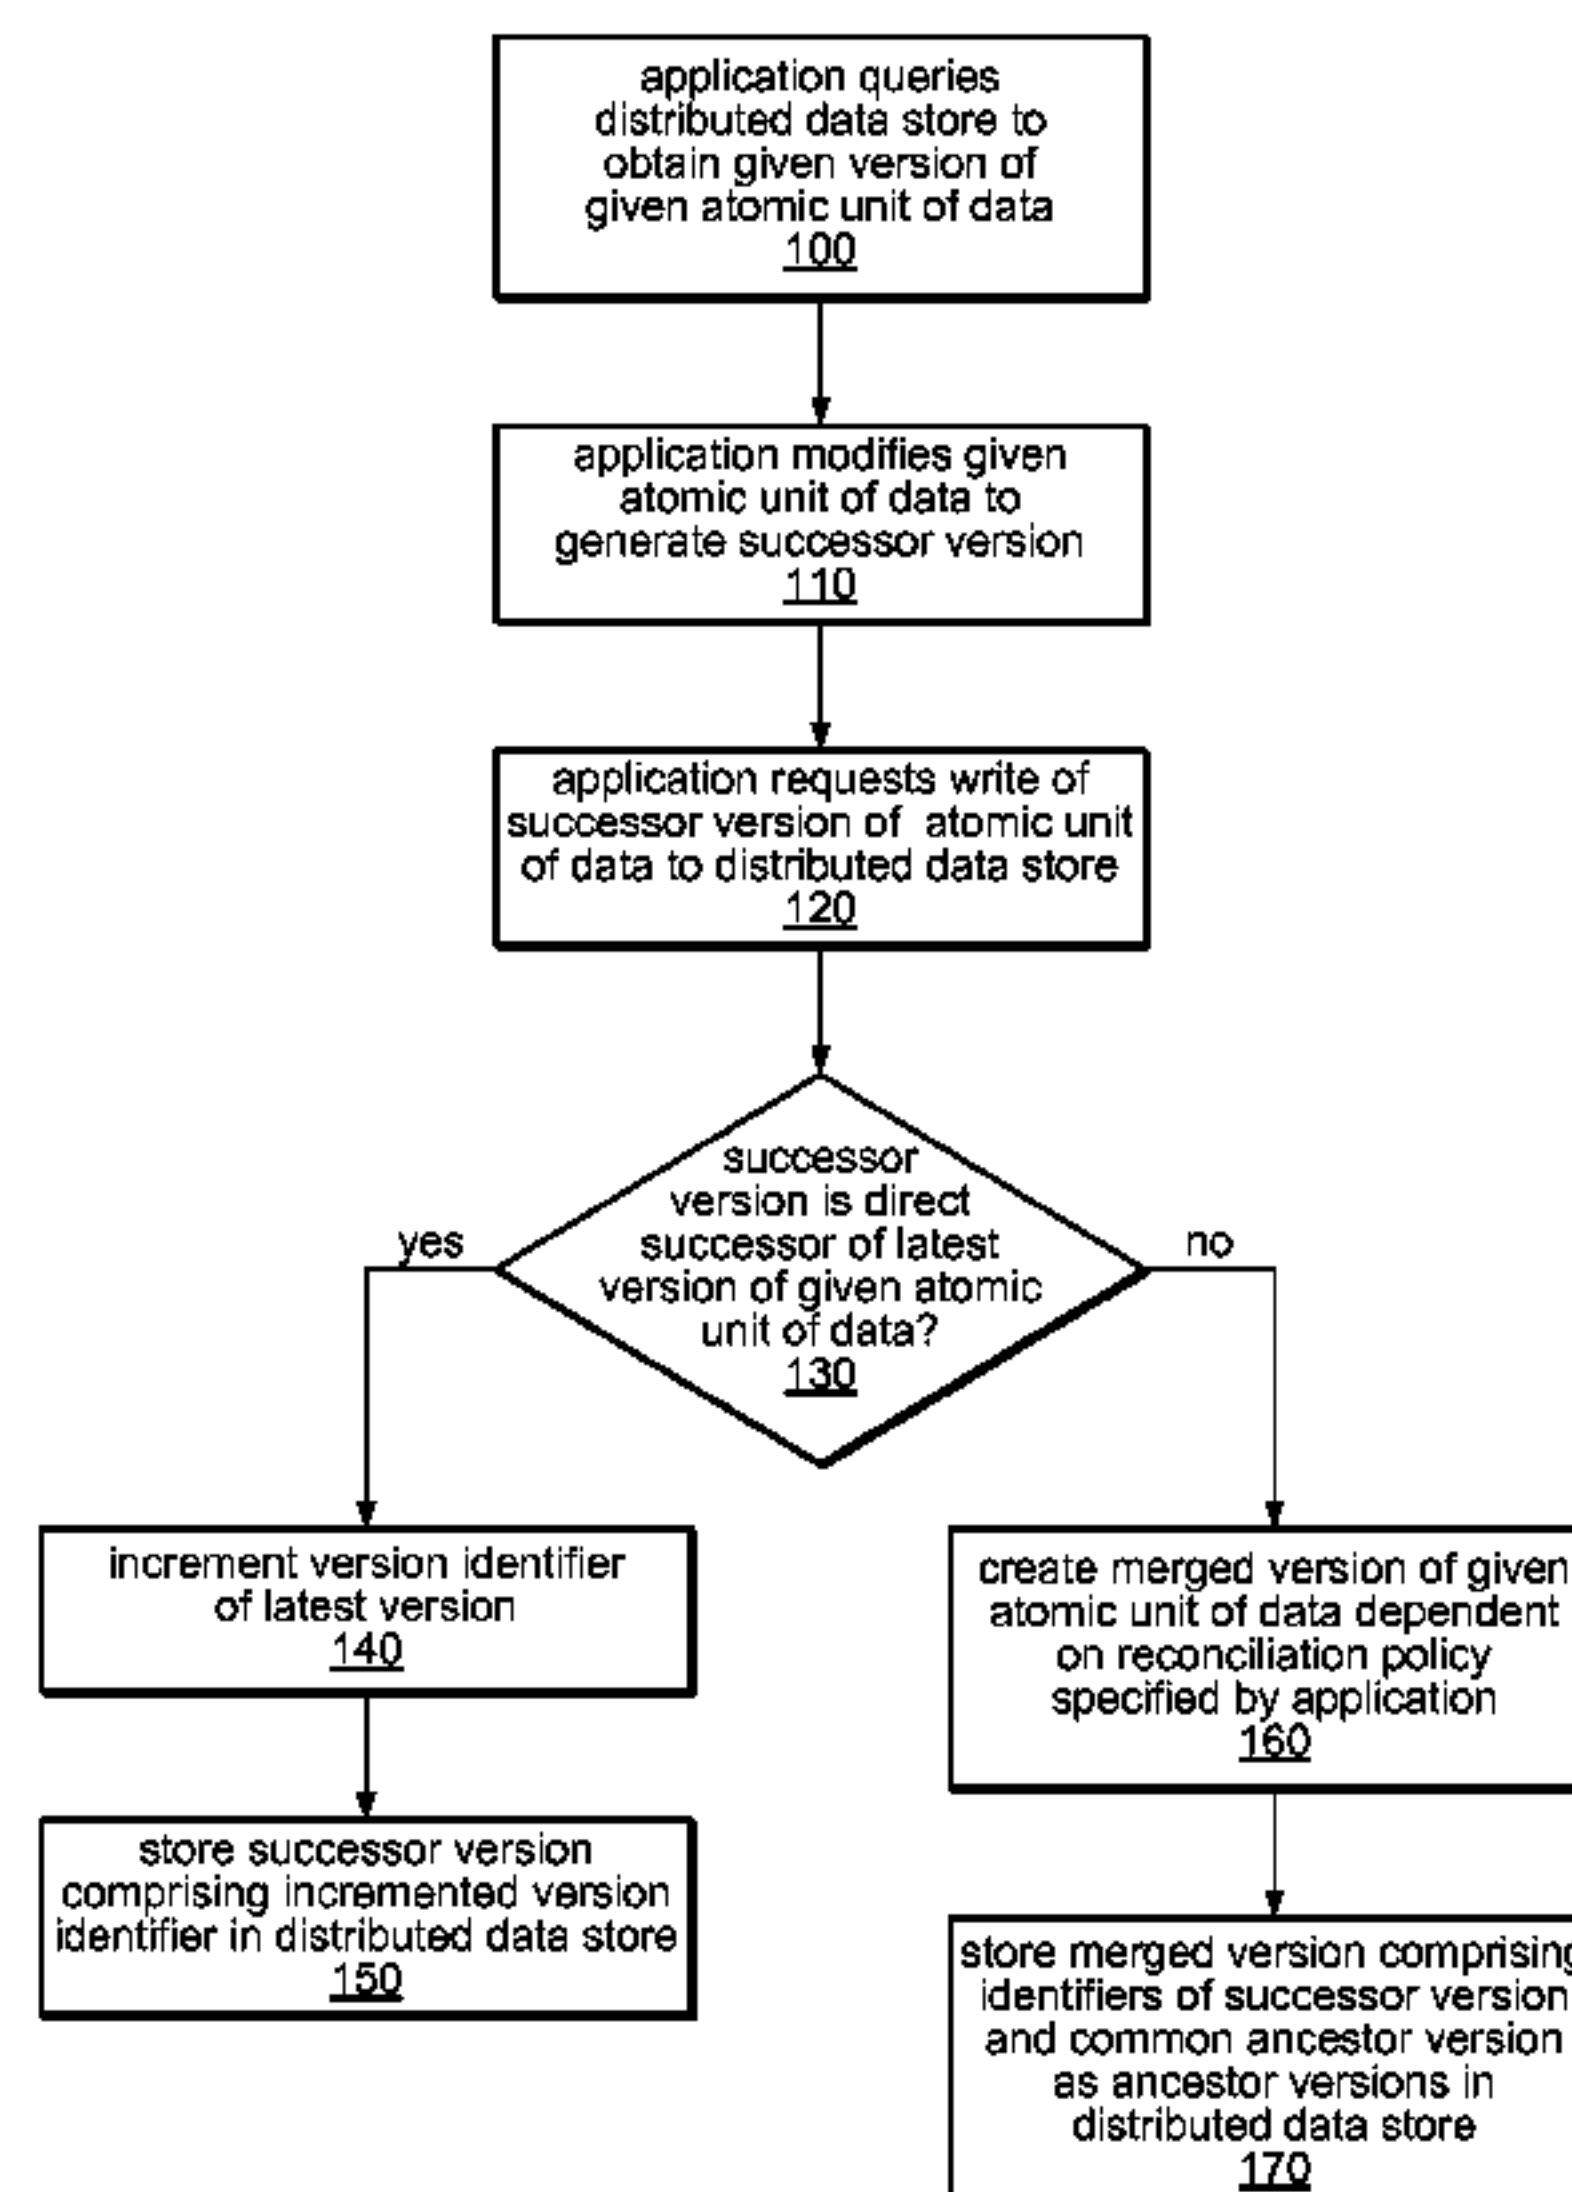 application queries
distributed data store to
obtain given version of
given atomic unit of data
100
application modifies given
atomic unit of data to
generate successor version
110
application requests write of
successor version of atomic unit
of data to distributed data store
120
successor
version is direct
successor of latest
version of given atomic
unit of data?
130
yes
no
increment version identifier
of latest version
140
store successor version
comprising incremented version
identifier in distributed data store
150
create merged version of given
atomic unit of data dependent
on reconciliation policy
specified by application
160
store merged version comprising
identifiers of successor version
and common ancestor version
as ancestor versions in
distributed data store
170